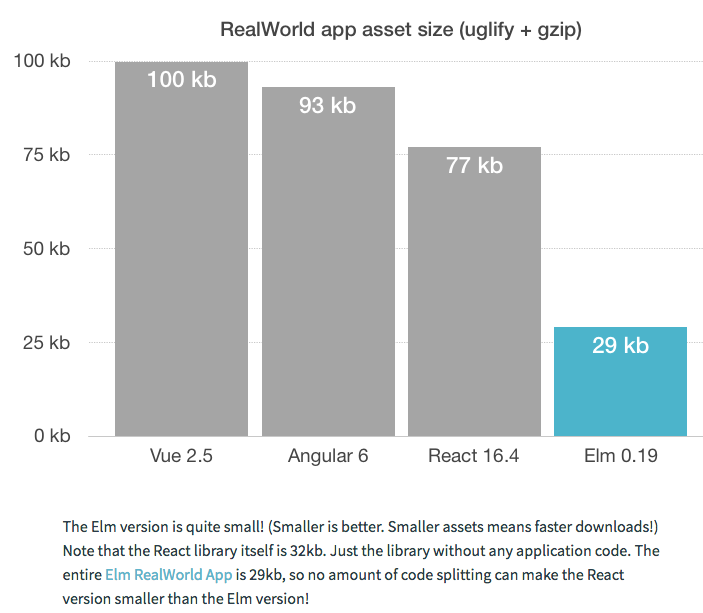 RealWorld app asset size (uglify + gzip)
100 kb
75 kb
50 kb
25 kb
0 kb
100 kb
93 kb
77 kb
29 kb
Vue 2.5
Angular 6
React 16.4
Elm 0.19
The Elm version is quite small! (Smaller is better. Smaller assets means faster downloads!)
Note that the React library itself is 32kb. Just the library without any application code. The
entire Elm RealWorld App is 29kb, so no amount of code splitting can make the React
version smaller than the Elm version!